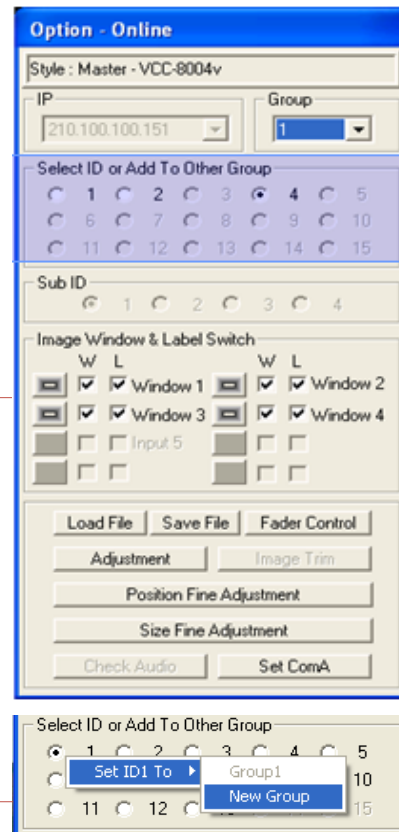 Option - Online
Style : Master - VCC-8004v
IP Group
210.100.100.151 1
Select ID or Add To Other Group
1 2 3 4 5
6 7 8 9 10
11 12 13 14 15
Sub ID
1 2 3 4
Image Window & Label Switch
W L W L
Window 1 Window 2
Window 3 Window 4
Input 5
Load File Save File Fader Control
Adjustment Image Trim
Position Fine Adjustment
Size Fine Adjustment
Check Audio Set ComA
Select ID or Add To Other Group
1 2 3 4 5
Set ID1 To Group1 10
New Group
11 12 15